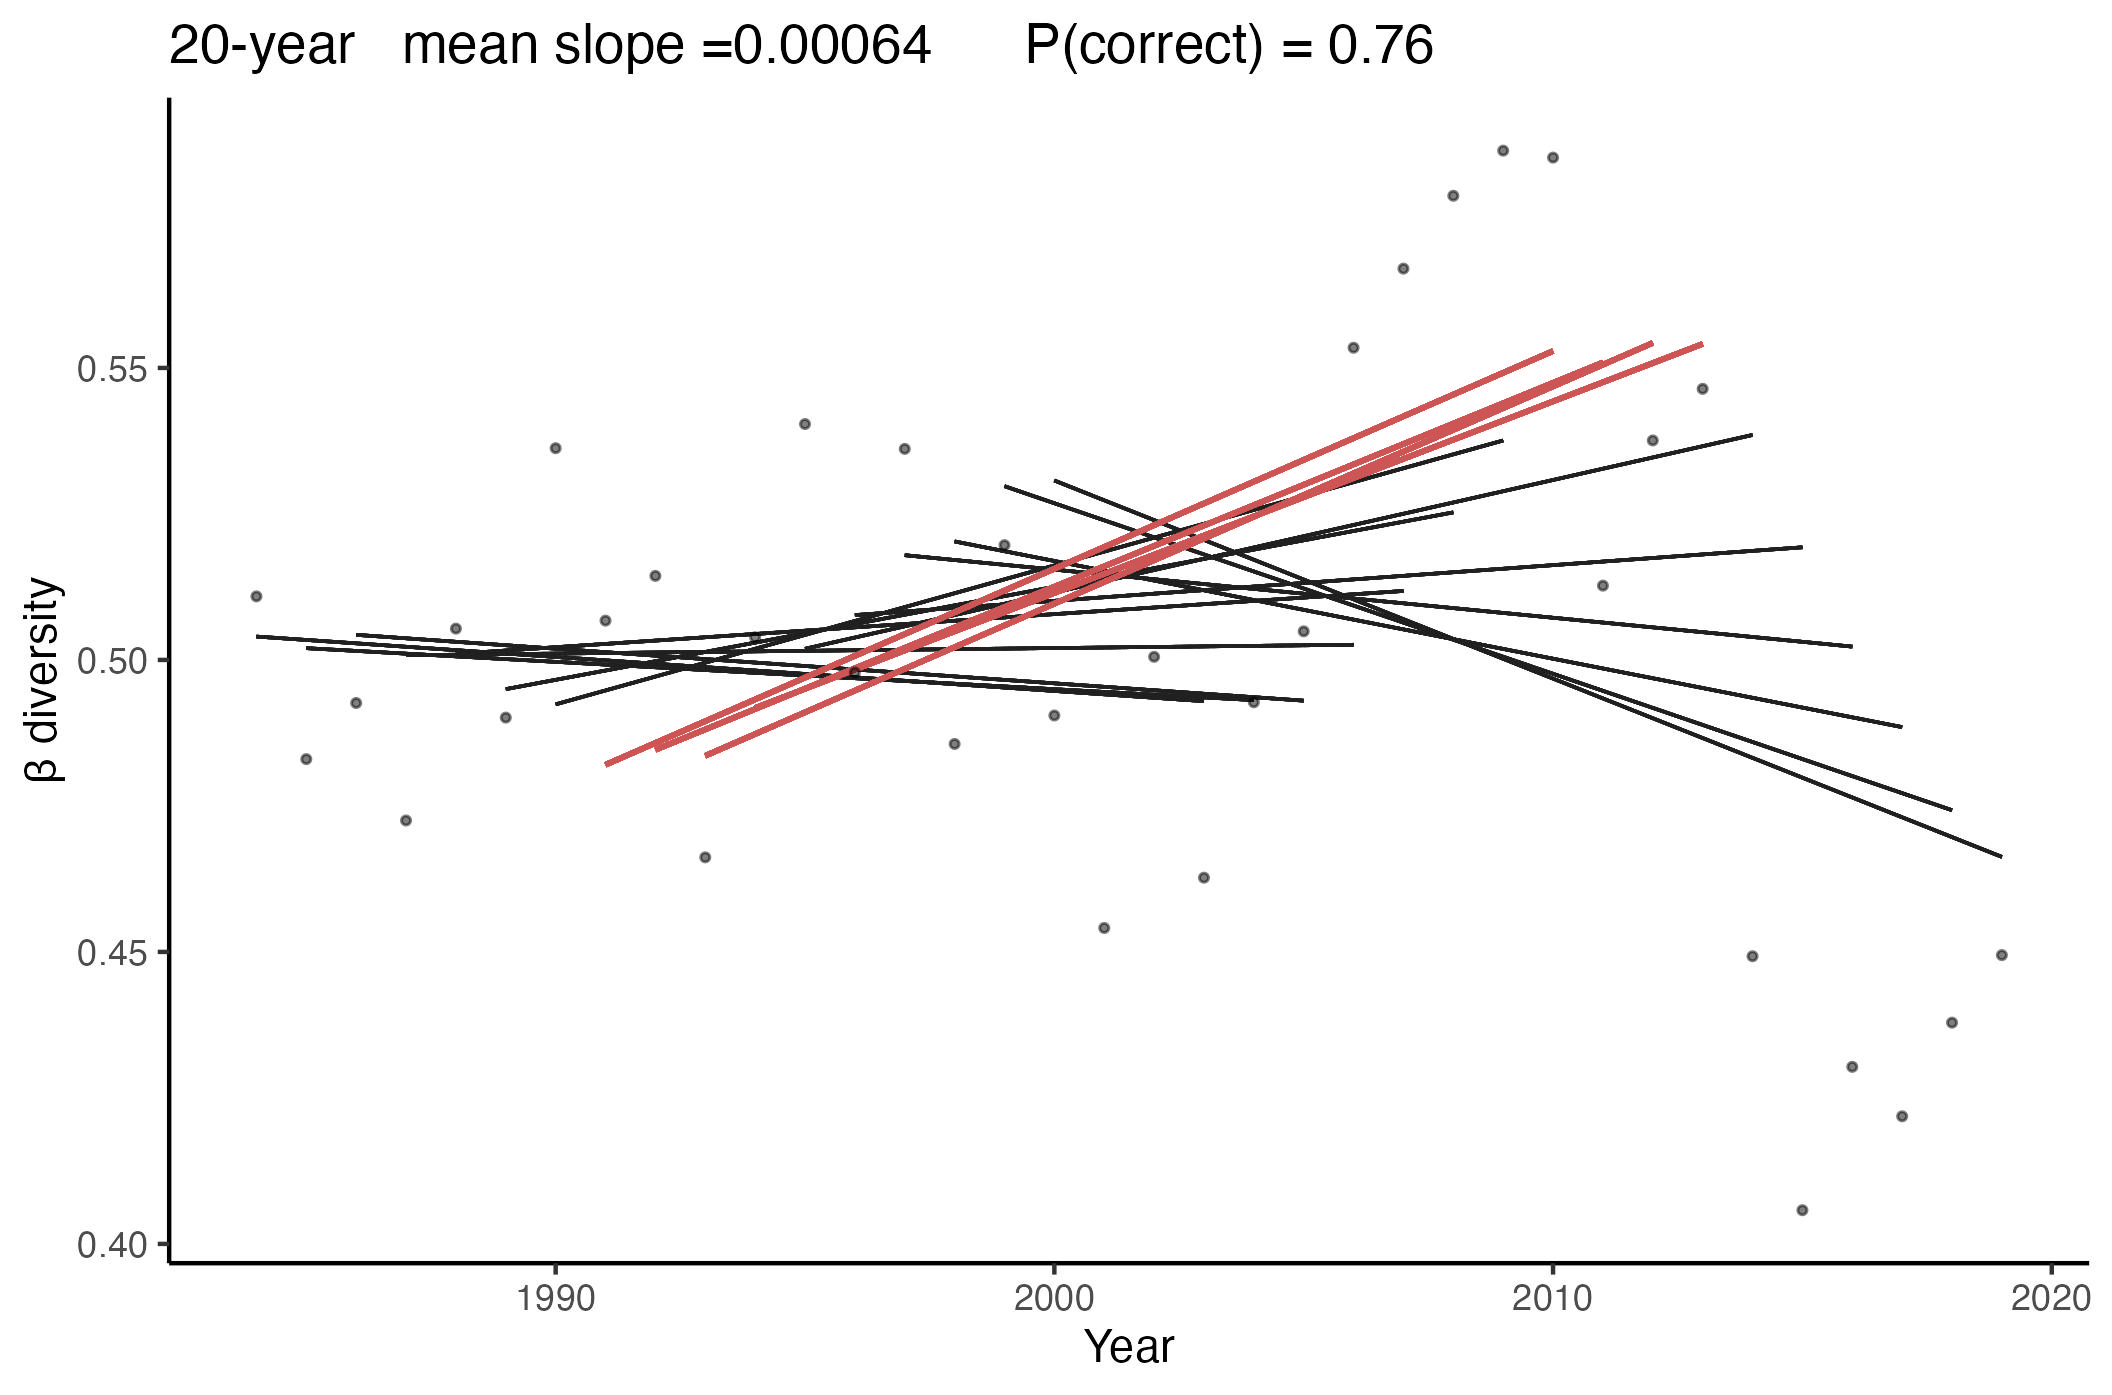 20-year   mean slope =0.00064      P(correct) = 0.76
0.55
0.50
0.45
0.40
β diversity
1990
2000
2010
2020
Year